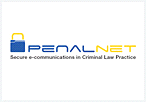 PENALNET
Secure e-communications in Criminal Law Practice